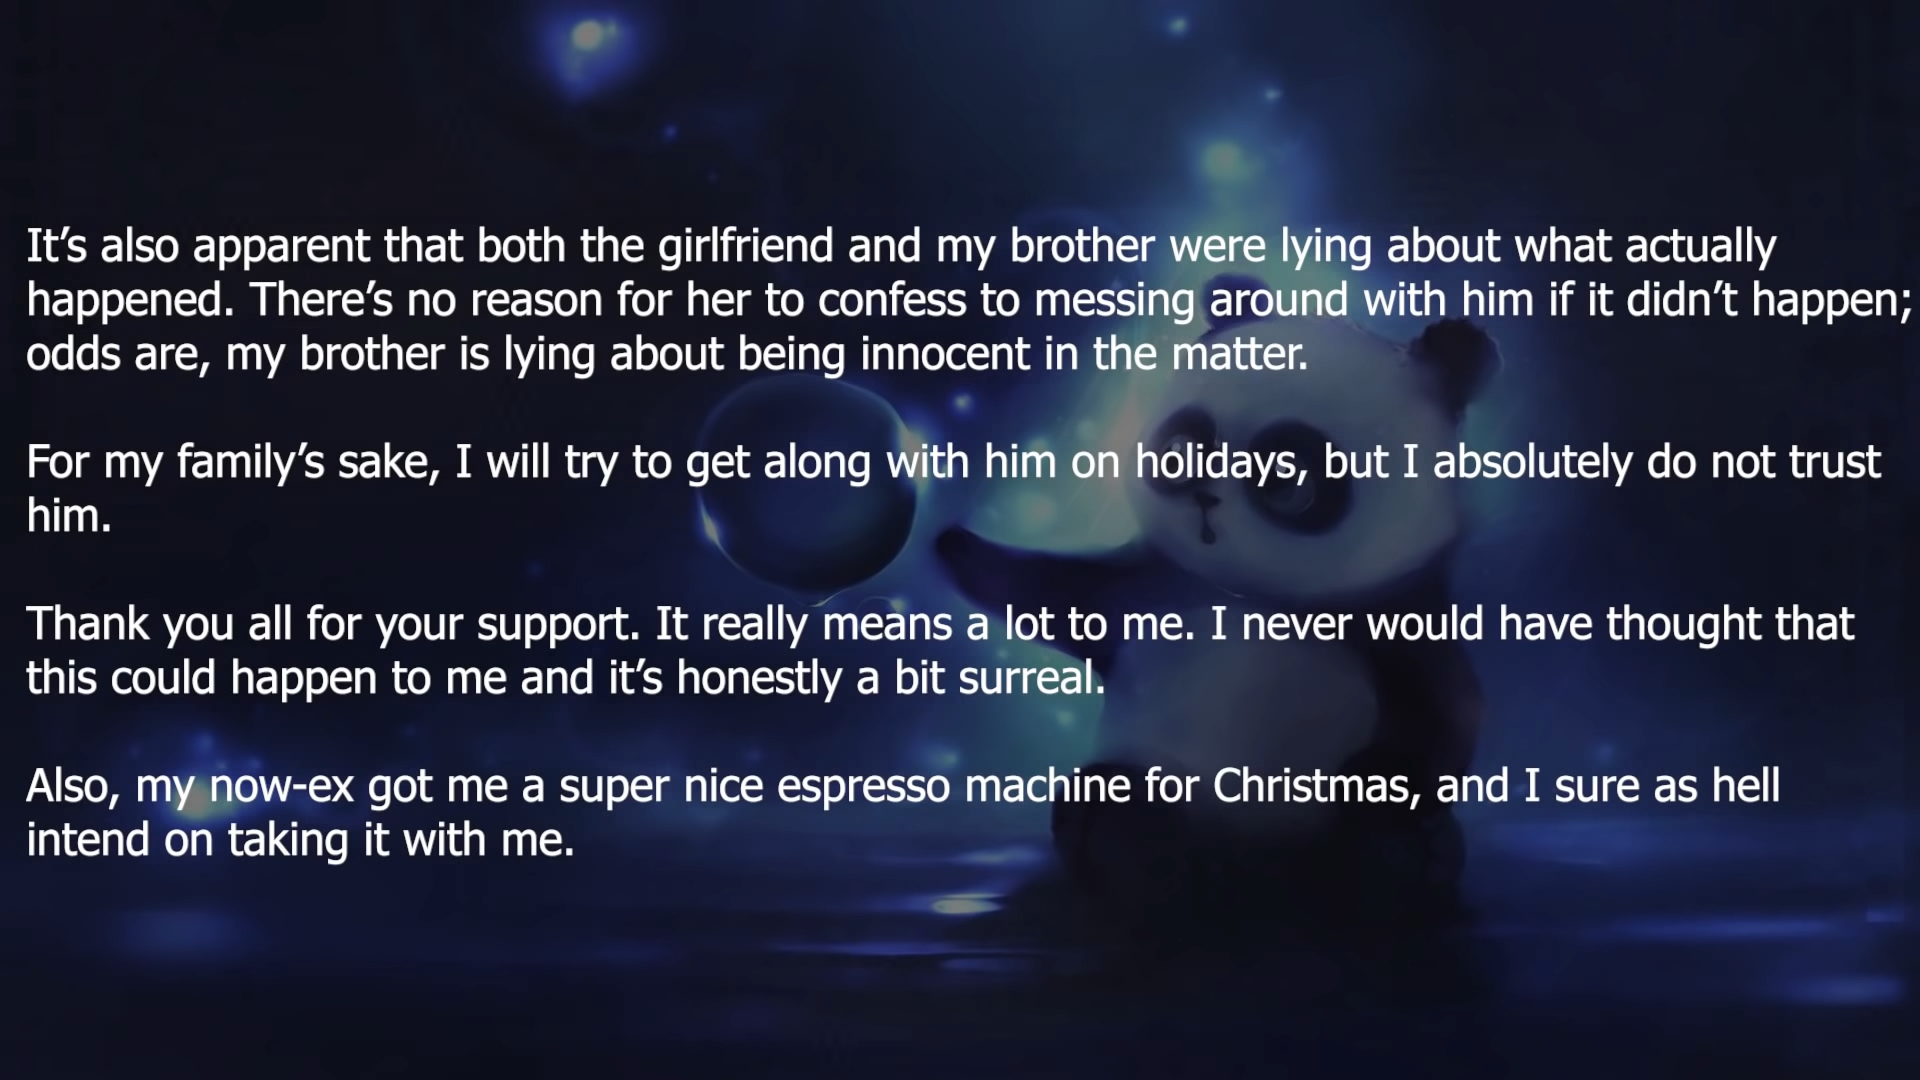 It’s also apparent that both the girlfriend and my brother were lying about what actually
happened. There’s no reason for her to confess to messing around with him if it didn’t happen;
odds are, my brother is lying about being innocent in the matter.
For my family’s sake, I will try to get along with him on holidays, but I absolutely do not trust
him.
Thank you all for your support. It really means a lot to me. I never would have thought that
this could happen to me and it’s honestly a bit surreal.
Also, my now-ex got me a super nice espresso machine for Christmas, and I sure as hell
intend on taking it with me.